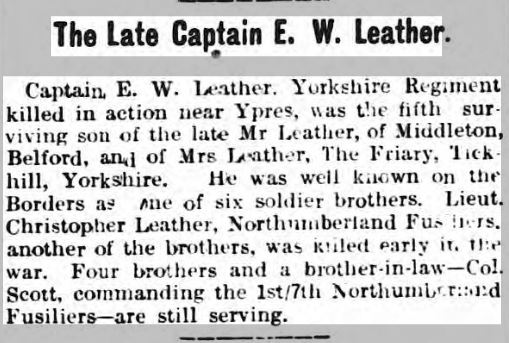 The Late Captain E. W. Leather.
Captain, E. W. Leather, Yorkshire Regiment
killed in action near Ypres, was the fifth sur-
viving son of the late Mr Leather, of Middleton,
Belford, and of Mrs Leather, The Friary, Tick-
hill, Yorkshire. He was well known on the
Borders as one of six soldier brothers. Lieut.
Christopher Leather, Northumberland Fusiliers,
another of the brothers, was killed early in the
war. Four brothers and a brother-in-law—Col.
Scott, commanding the 1st/7th Northumberland
Fusiliers—are still serving.